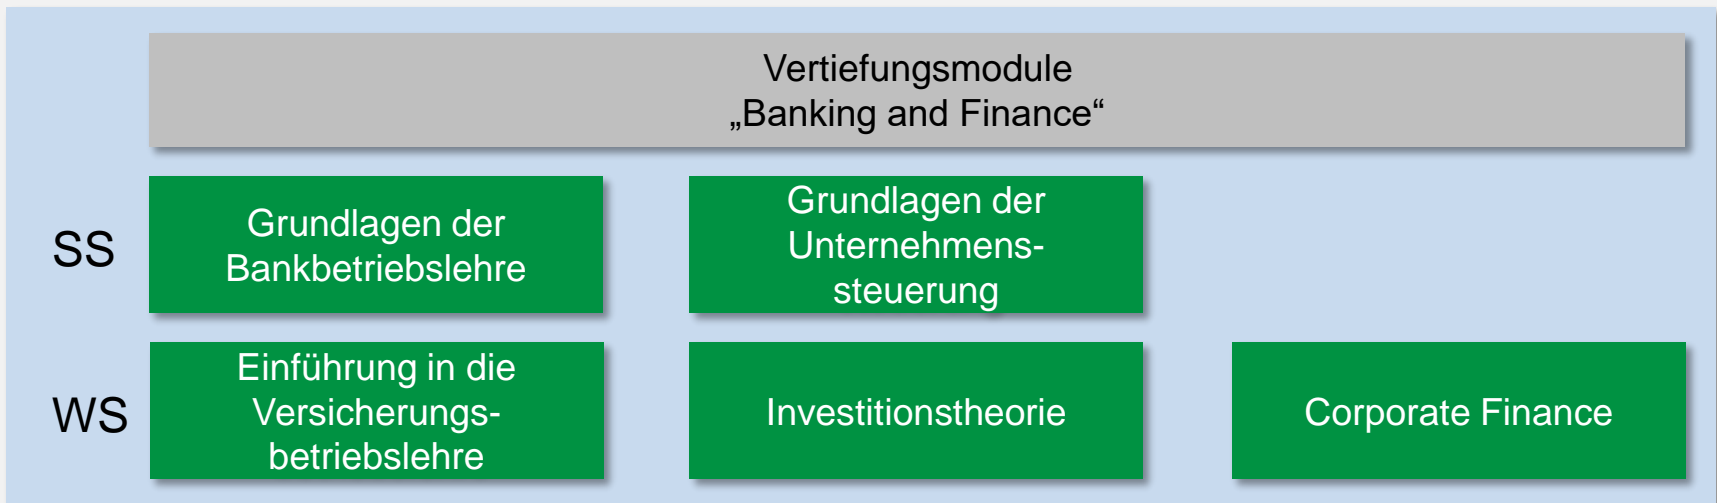 Vertiefungsmodule
„Banking and Finance“
SS
Grundlagen der
Bankbetriebslehre
Grundlagen der
Unternehmens-
steuerung
WS
Einführung in die
Versicherungs-
betriebslehre
Investitionstheorie
Corporate Finance